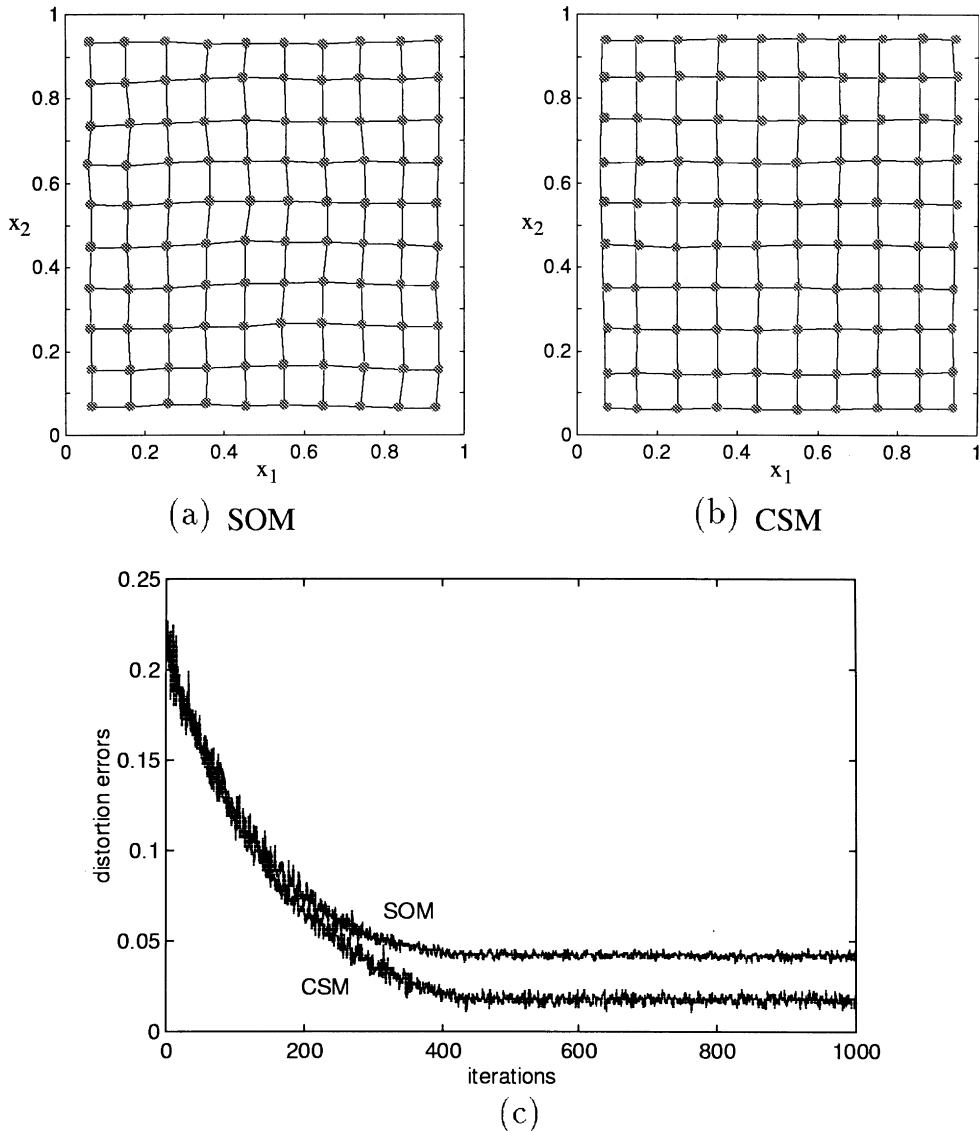 1
0.8
0.6
x2
0.4
0.2
0
0 0.2 0.4 0.6 0.8 1
x1
(a) SOM
1
0.8
0.6
x2
0.4
0.2
0
0 0.2 0.4 0.6 0.8 1
x1
(b) CSM
0.25
0.2
0.15
0.1
0.05
0
distortion errors
SOM
CSM
0 200 400 600 800 1000
iterations
(c)